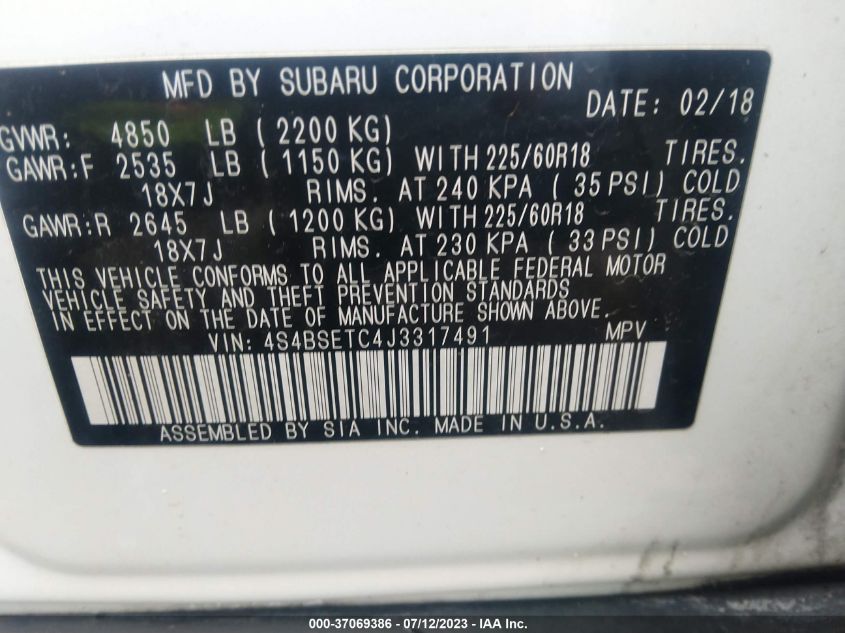 MFD BY SUBARU CORPORATION
DATE: 02/18
GVWR: 4850 LB (2200 KG)
GAWR:F 2535 LB (1150 KG) WITH 225/60R18 TIRES.
18X7J RIMS. AT 240 KPA (35 PSI) COLD
GAWR:R 2645 LB (1200 KG) WITH 225/60R18 TIRES.
18X7J RIMS. AT 230 KPA (33 PSI) COLD
THIS VEHICLE CONFORMS TO ALL APPLICABLE FEDERAL MOTOR
VEHICLE SAFETY AND THEFT PREVENTION STANDARDS
IN EFFECT ON THE DATE OF MANUFACTURE SHOWN ABOVE.
VIN: 4S4BSETC4J3317491 MPV
ASSEMBLED BY SIA INC. MADE IN U.S.A.
000-37069386 - 07/12/2023 - IAA Inc.